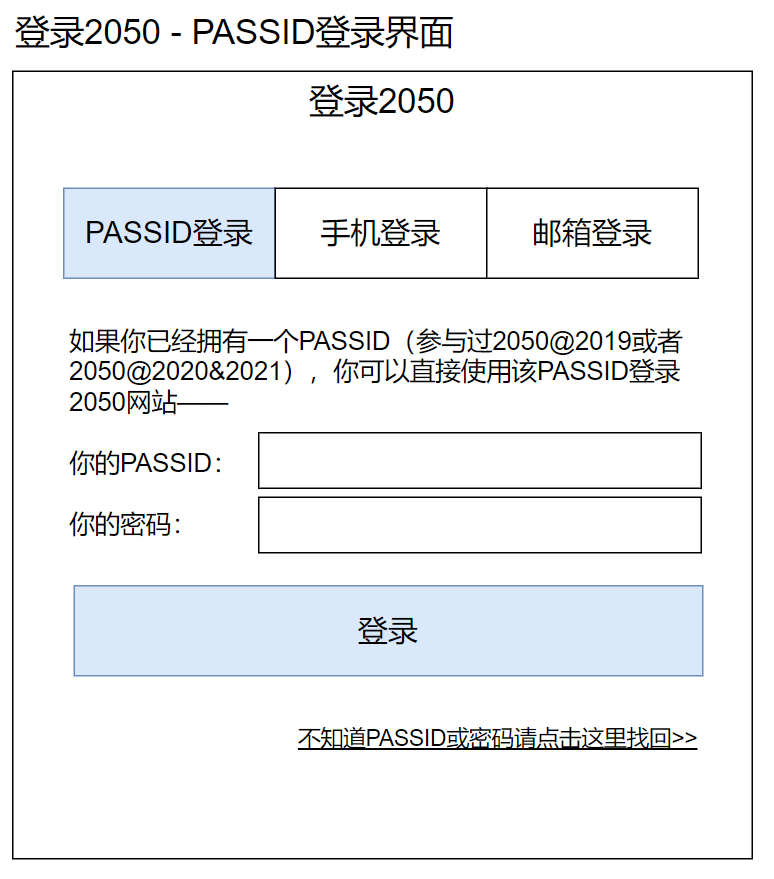 登录2050 - PASSID登录界面
登录2050
PASSID登录 手机登录 邮箱登录
如果你已经拥有一个PASSID（参与过2050@2019或者
2050@2020&2021），你可以直接使用该PASSID登录
2050网站——
你的PASSID：
你的密码：
登录
不知道PASSID或密码请点击这里找回>>